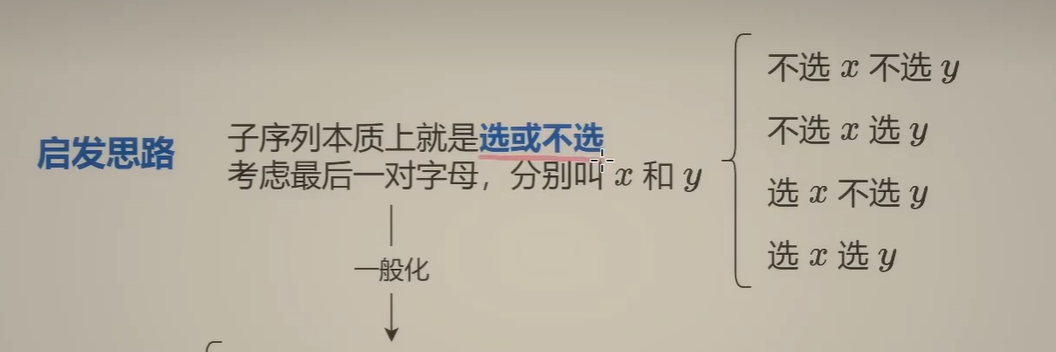 启发思路
子序列本质上就是选或不选
考虑最后一对字母，分别叫 x 和 y
不选 x 不选 y
不选 x 选 y
选 x 不选 y
选 x 选 y
一般化